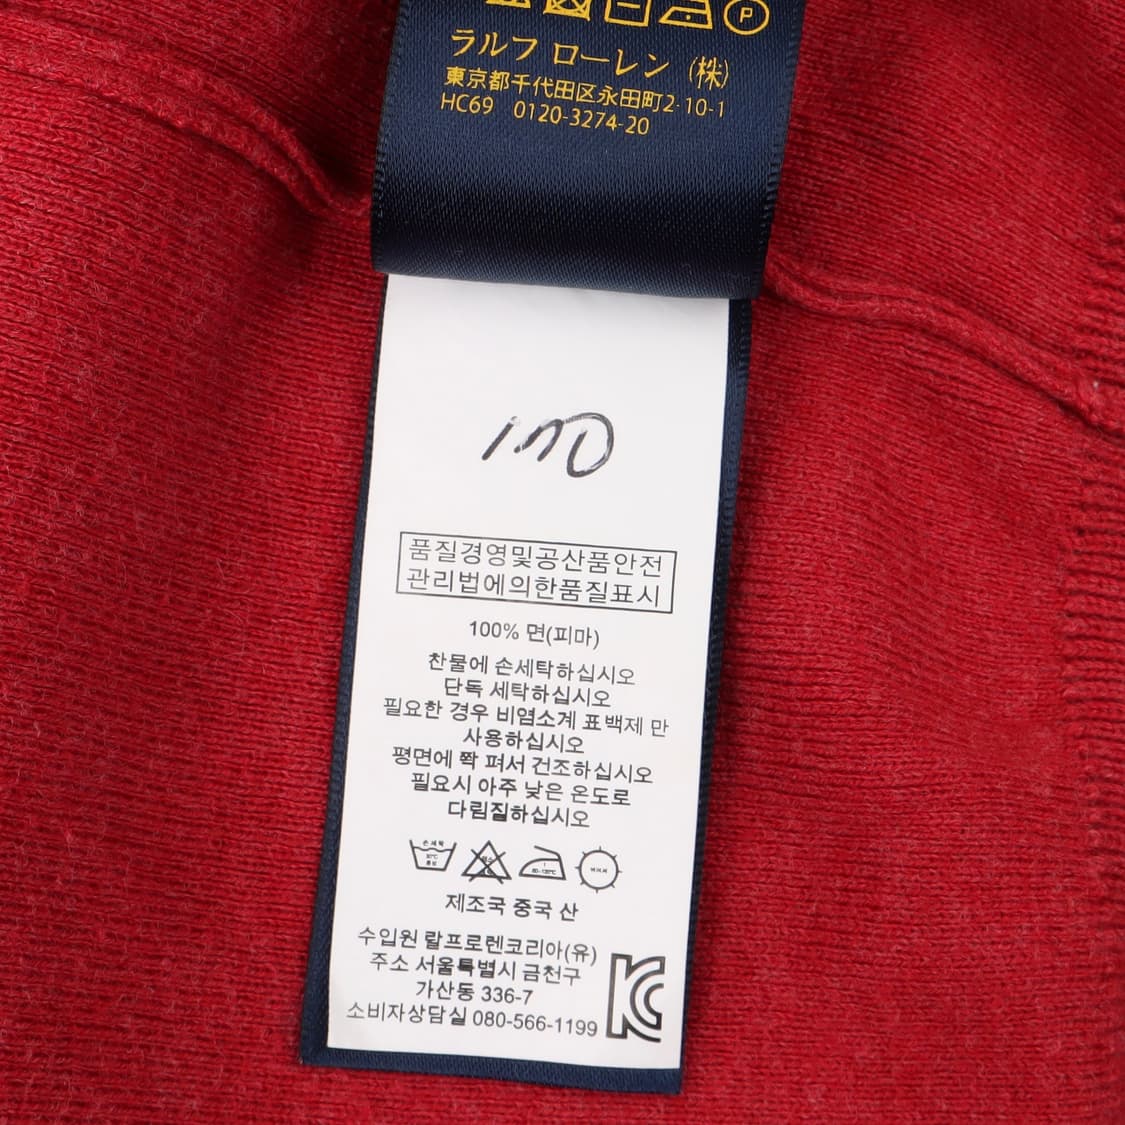 P
ラルフ ローレン (株)
東京都千代田区永田町2-10-1
HC69 0120-3274-20
품질경영및공산품안전
관리법에의한품질표시
100% 면(피마)
찬물에 손세탁하십시오
단독 세탁하십시오
필요한 경우 비염소계 표백제 만
사용하십시오
평면에 쫙 펴서 건조하십시오
필요시 아주 낮은 온도로
다림질하십시오
손세탁
제조국 중국 산
수입원 랄프로렌코리아(유)
주소 서울특별시 금천구
가산동 336-7
소비자상담실 080-566-1199